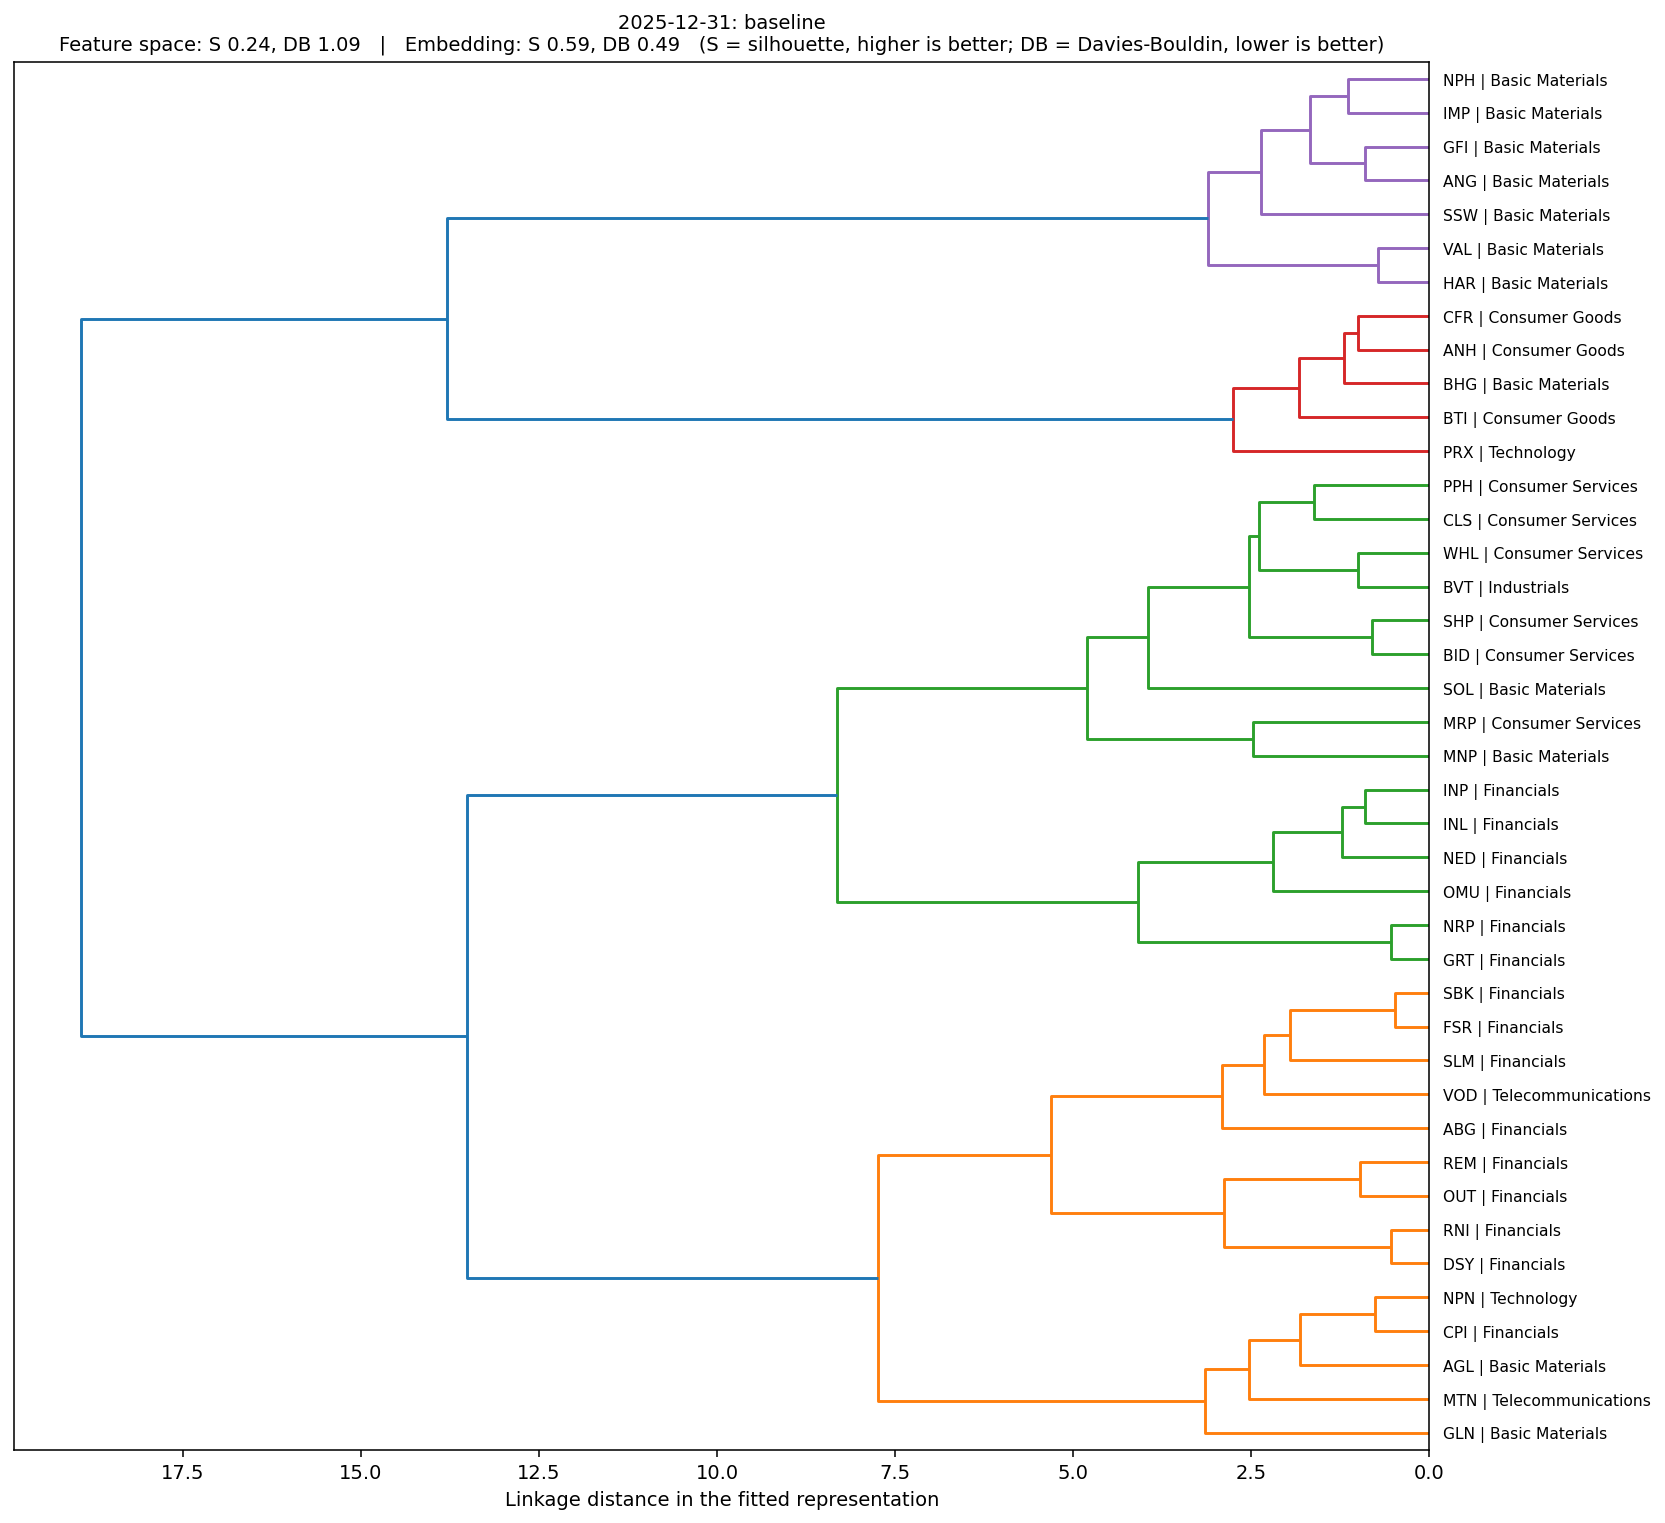 2025-12-31: baseline
Feature space: S 0.24, DB 1.09 | Embedding: S 0.59, DB 0.49 (S = silhouette, higher is better; DB = Davies-Bouldin, lower is better)
NPH | Basic Materials
IMP | Basic Materials
GFI | Basic Materials
ANG | Basic Materials
SSW | Basic Materials
VAL | Basic Materials
HAR | Basic Materials
CFR | Consumer Goods
ANH | Consumer Goods
BHG | Basic Materials
BTI | Consumer Goods
PRX | Technology
PPH | Consumer Services
CLS | Consumer Services
WHL | Consumer Services
BVT | Industrials
SHP | Consumer Services
BID | Consumer Services
SOL | Basic Materials
MRP | Consumer Services
MNP | Basic Materials
INP | Financials
INL | Financials
NED | Financials
OMU | Financials
NRP | Financials
GRT | Financials
SBK | Financials
FSR | Financials
SLM | Financials
VOD | Telecommunications
ABG | Financials
REM | Financials
OUT | Financials
RNI | Financials
DSY | Financials
NPN | Technology
CPI | Financials
AGL | Basic Materials
MTN | Telecommunications
GLN | Basic Materials
17.5 15.0 12.5 10.0 7.5 5.0 2.5 0.0
Linkage distance in the fitted representation